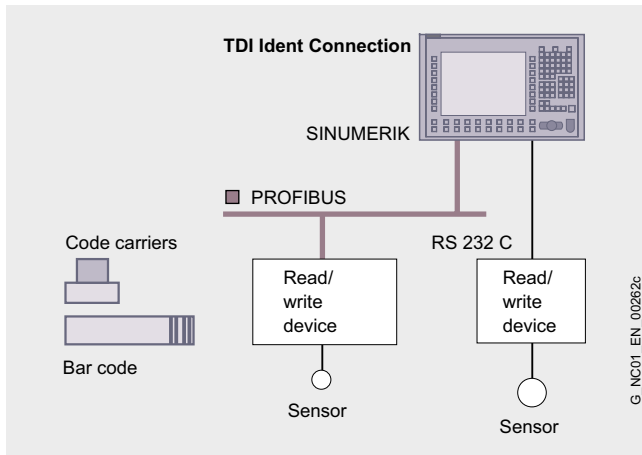 TDI Ident Connection
SINUMERIK
PROFIBUS
Code carriers
RS 232 C
Read/
write
device
Read/
write
device
Bar code
Sensor
Sensor
G_NC01_EN_00262c